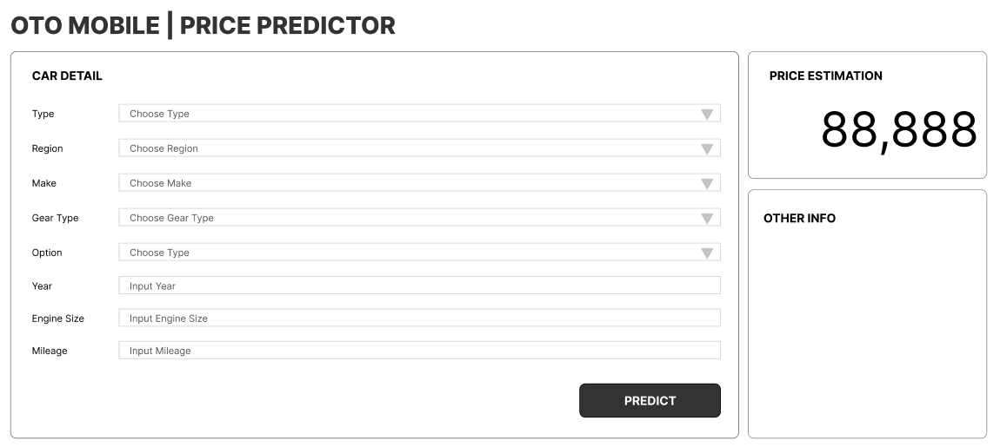 OTO MOBILE | PRICE PREDICTOR
CAR DETAIL
Type Choose Type
Region Choose Region
Make Choose Make
Gear Type Choose Gear Type
Option Choose Type
Year Input Year
Engine Size Input Engine Size
Mileage Input Mileage
PREDICT
PRICE ESTIMATION
88,888
OTHER INFO